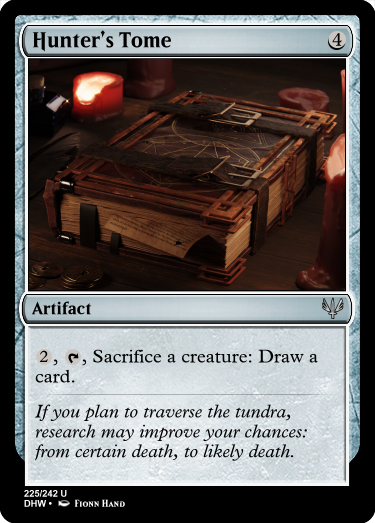 Hunter's Tome 4
Artifact
2, , Sacrifice a creature: Draw a
card.
If you plan to traverse the tundra,
research may improve your chances:
from certain death, to likely death.
225/242 U
DHW • Fionn Hand